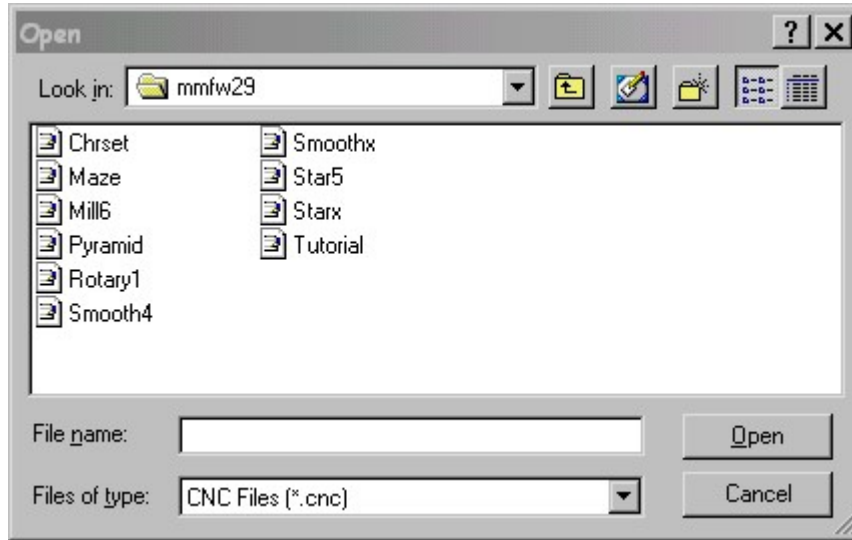 Open
Look in: mmfw29
Chrset Smoothx
Maze Star5
Mill6 Starx
Pyramid Tutorial
Rotary1
Smooth4
File name: Open
Files of type: CNC Files (*.cnc) Cancel